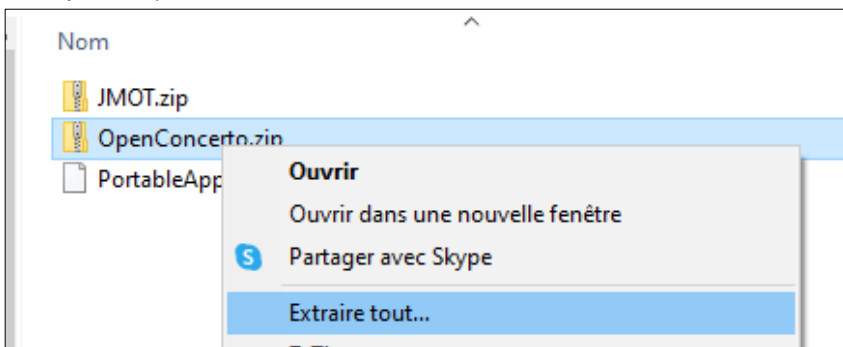 Nom
JMOT.zip
OpenConcerto.zip
PortableApp
Ouvrir
Ouvrir dans une nouvelle fenêtre
Partager avec Skype
Extraire tout...